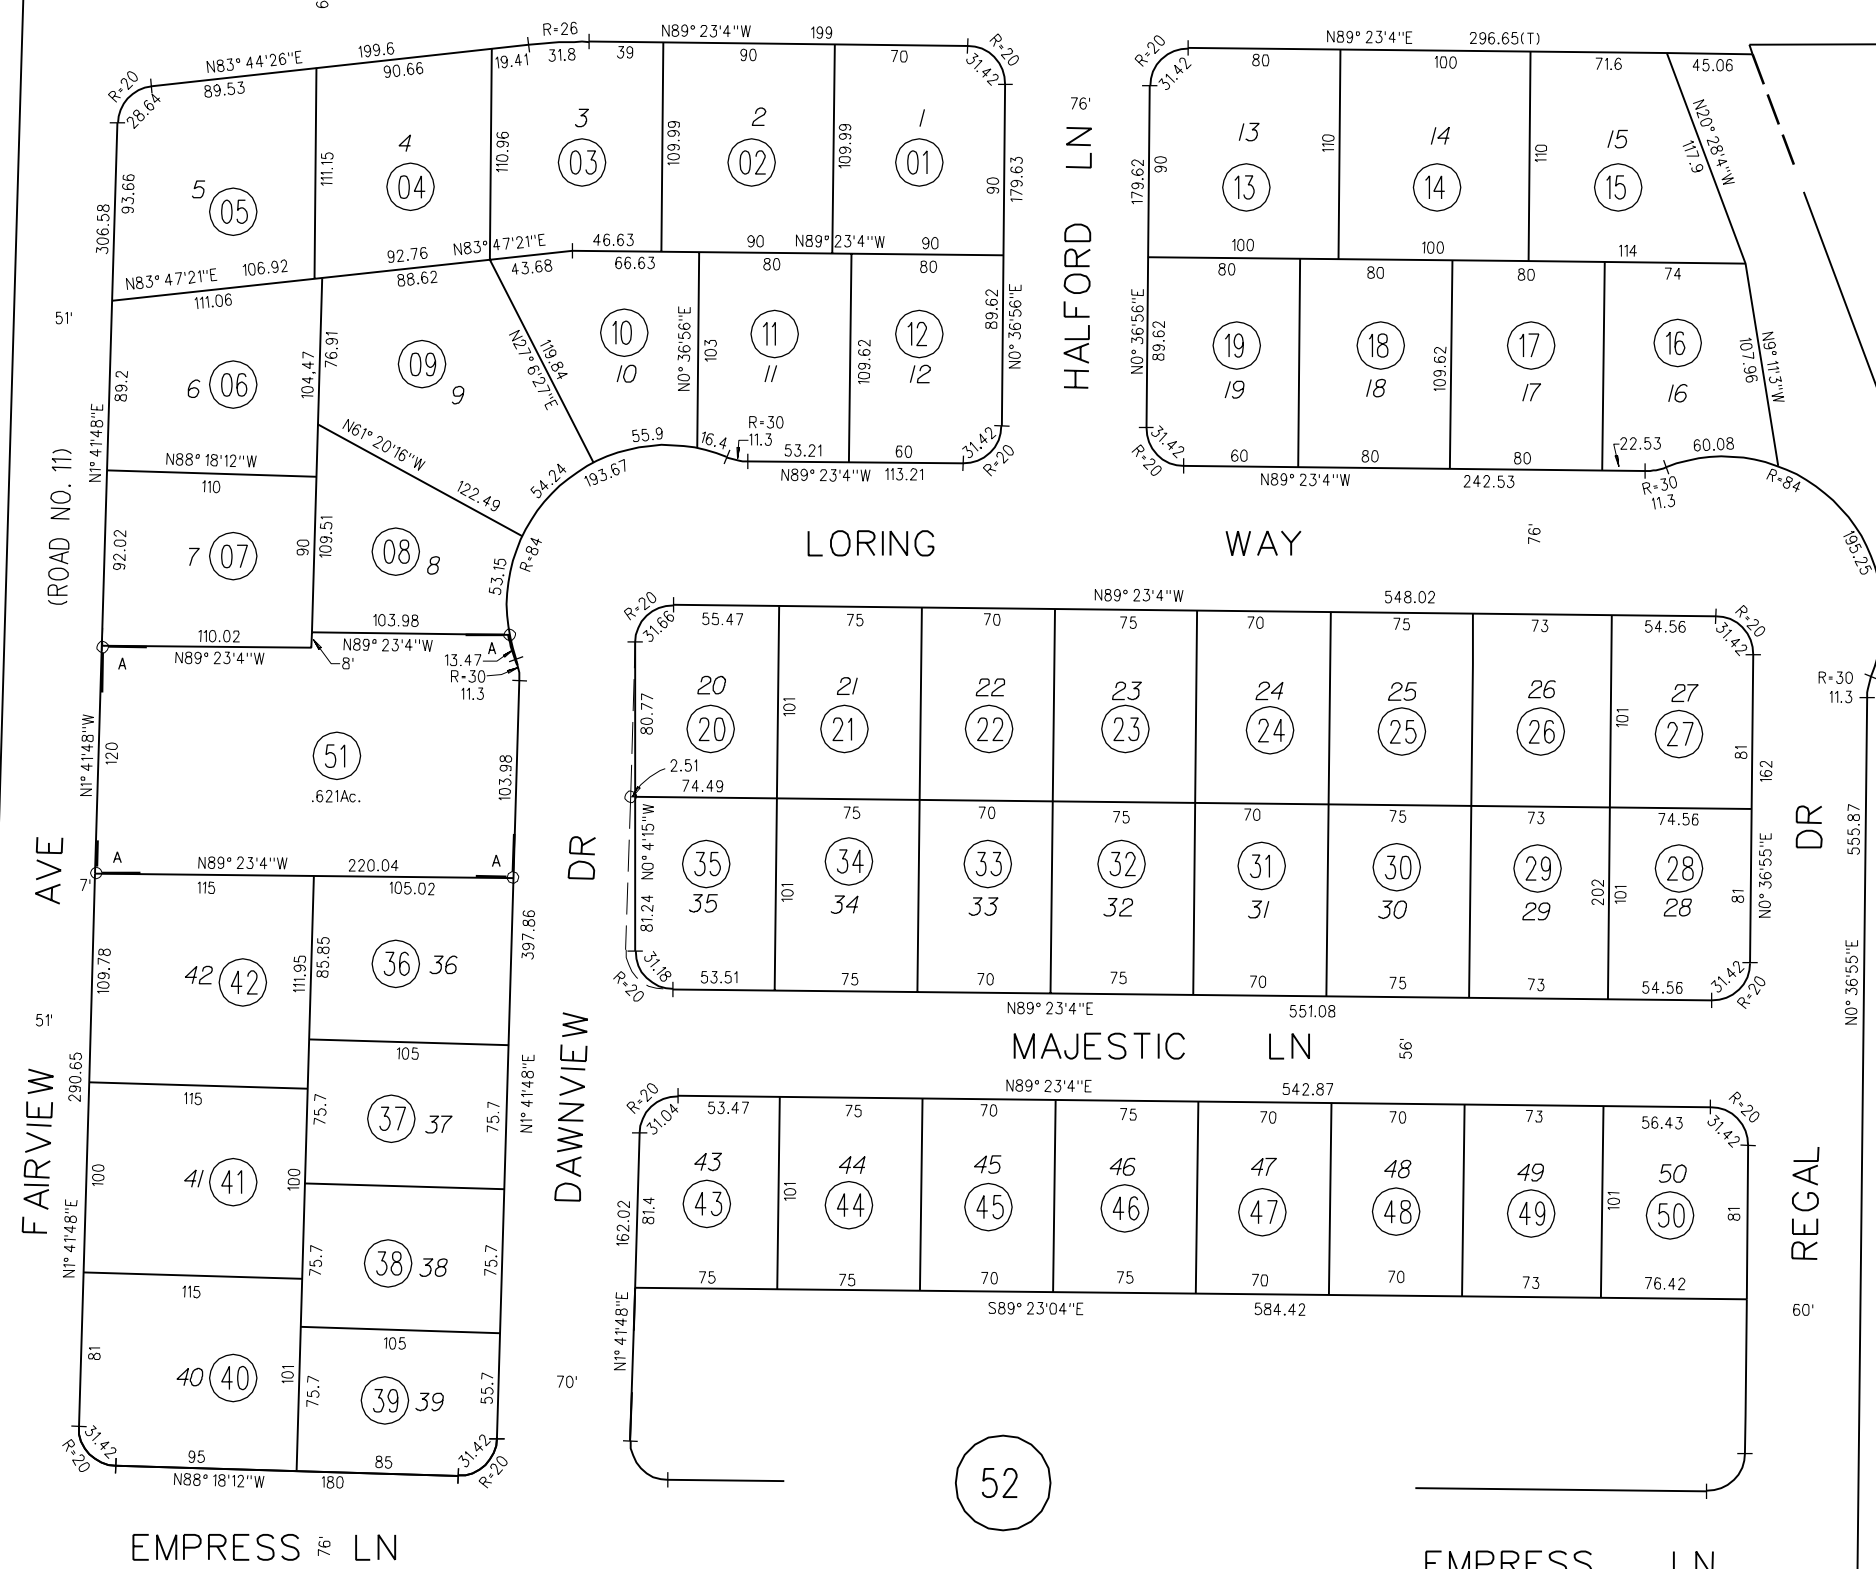 R=26
N89° 23'4"W 199
N83° 44'26"E 199.6
19.41 31.8 39 90 70
R=20 31.42
R=20
28.64
89.53 90.66
5 05
4 04
3 03
2 02
1 01
306.58
93.66
111.15
110.96
109.99
109.99
90
179.63
N83° 47'21"E 106.92
92.76 N83° 47'21"E
46.63 90 N89° 23'4"W 90
76'
HALFORD LN
R=20
31.42
N89° 23'4"E 296.65(T)
80 100 71.6 45.06
179.62
90
13 13
110
14 14
110
15 15
N20° 28'4"W
117.9
100 100 114
51'
111.06 88.62 43.68 66.63 80 80
6 06
89.2
104.47
76.91
09 9
N27° 6'27"E
119.84
10 10
N0° 36'56"E
103
11 11
109.62
12 12
89.62
N0° 36'56"E
N61° 20'16"W
122.49
55.9
54.24
193.67
16.4
R=30
11.3
53.21 60
31.42
R=20
N89° 23'4"W 113.21
80 80 80 74
N0° 36'56"E
89.62
19 19
18 18
109.62
17 17
16 16
N9° 11'3"W
107.96
31.42
R=20
60 80 80
22.53 60.08
N89° 23'4"W 242.53
R=30
11.3
R=84
195.25
N1° 41'48"E
(ROAD NO. 11)
N88° 18'12"W
110
92.02
7 07
90
109.51
08 8
53.15
R=84
LORING WAY
76'
110.02
N89° 23'4"W
103.98
N89° 23'4"W
8'
A A
13.47
R=30
11.3
N1° 41'48"W
120
51
.621Ac.
103.98
A A
N89° 23'4"W 220.04
7'
R=20
31.66
N89° 23'4"W 548.02
55.47 75 70 75 70 75 73 54.56
R=20
31.42
80.77
20 20
101
21 21
22 22
23 23
24 24
25 25
26 26
101
27 27
81
162
R=30
11.3
2.51
74.49
75 70 75 70 75 73 74.56
N0° 4'15"W
81.24
35 35
101
34 34
33 33
32 32
31 31
30 30
29 29
202
101
28 28
81
N0° 36'55"E
555.87
N0° 36'55"E
31.18
R=20
53.51 75 70 75 70 75 73 54.56
31.42
R=20
N89° 23'4"E 551.08
MAJESTIC LN
56'
FAIRVIEW AVE
51'
115 105.02
109.78
42 42
111.95
85.85
36 36
397.86
290.65
105
115
75.7
37 37
75.7
N1° 41'48"E
DAWNVIEW DR
100
41 41
100
N1° 41'48"E
75.7
38 38
75.7
115
105
81
40 40
101
75.7
39 39
55.7
31.42
R=20
95 85
31.42
R=20
N88° 18'12"W 180
70'
N89° 23'4"E 542.87
R=20
31.04
53.47 75 70 75 70 70 73 56.43
R=20
31.42
162.02
81.4
43 43
101
44 44
45 45
46 46
47 47
48 48
49 49
101
50 50
81
75 75 70 75 70 70 73 76.42
S89° 23'04"E 584.42
N1° 41'48"E
REGAL DR
60'
52
EMPRESS 76' LN
EMPRESS LN